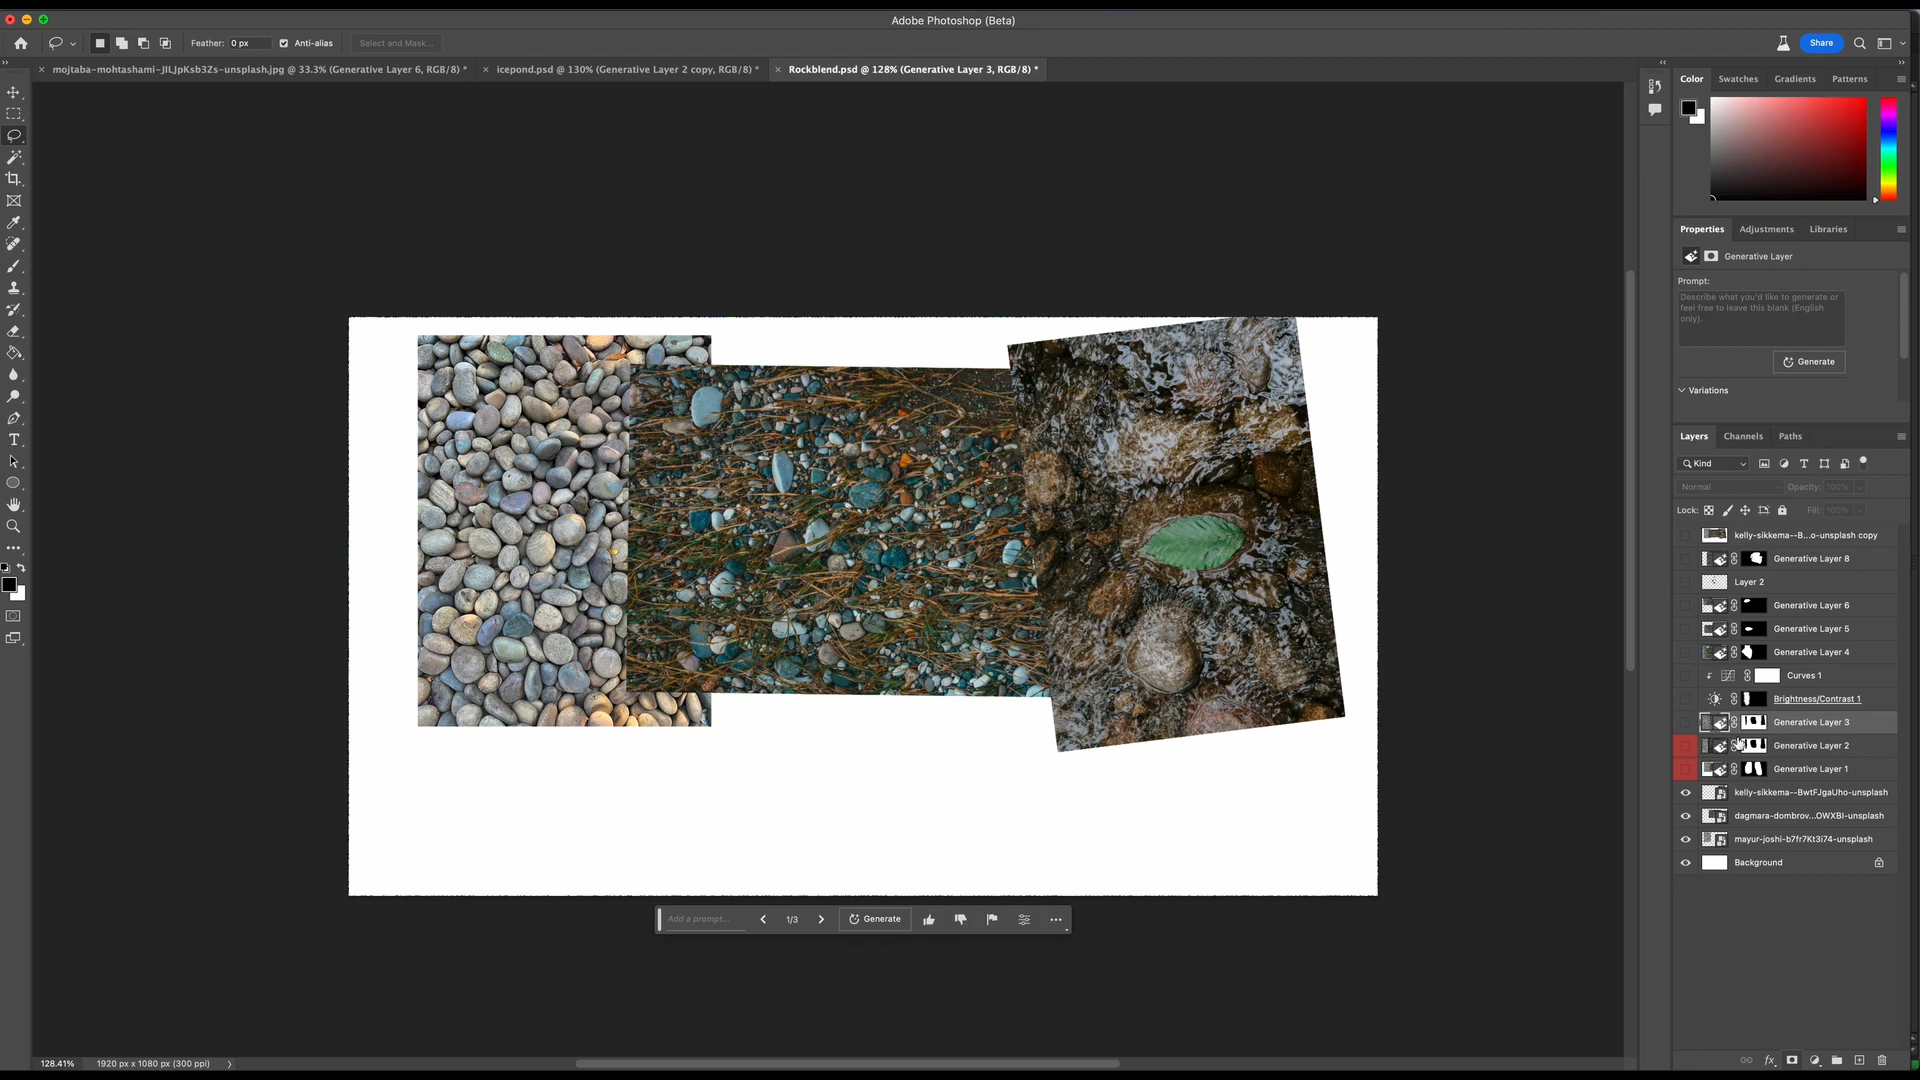 Adobe Photoshop (Beta)
Feather: 0 px Anti-alias Select and Mask... Share
mojtaba-mohtashami-JILJpKsb3Zs-unsplash.jpg @ 33.3% (Generative Layer 6, RGB/8) * icepond.psd @ 130% (Generative Layer 2 copy, RGB/8) * Rockblend.psd @ 128% (Generative Layer 3, RGB/8) *
Color Swatches Gradients Patterns
Properties Adjustments Libraries
Generative Layer
Prompt:
Describe what you'd like to generate or
feel free to leave this blank (English
only).
Generate
Variations
Layers Channels Paths
Kind
Normal Opacity: 100%
Lock: Fill: 100%
kelly-sikkema--B...o-unsplash copy
Generative Layer 8
Layer 2
Generative Layer 6
Generative Layer 5
Generative Layer 4
Curves 1
Brightness/Contrast 1
Generative Layer 3
Generative Layer 2
Generative Layer 1
kelly-sikkema--BwtFJgaUho-unsplash
dagmara-dombrov...OWXBI-unsplash
mayur-joshi-b7fr7Kt3i74-unsplash
Background
Add a prompt... 1/3 Generate
128.41% 1920 px x 1080 px (300 ppi)